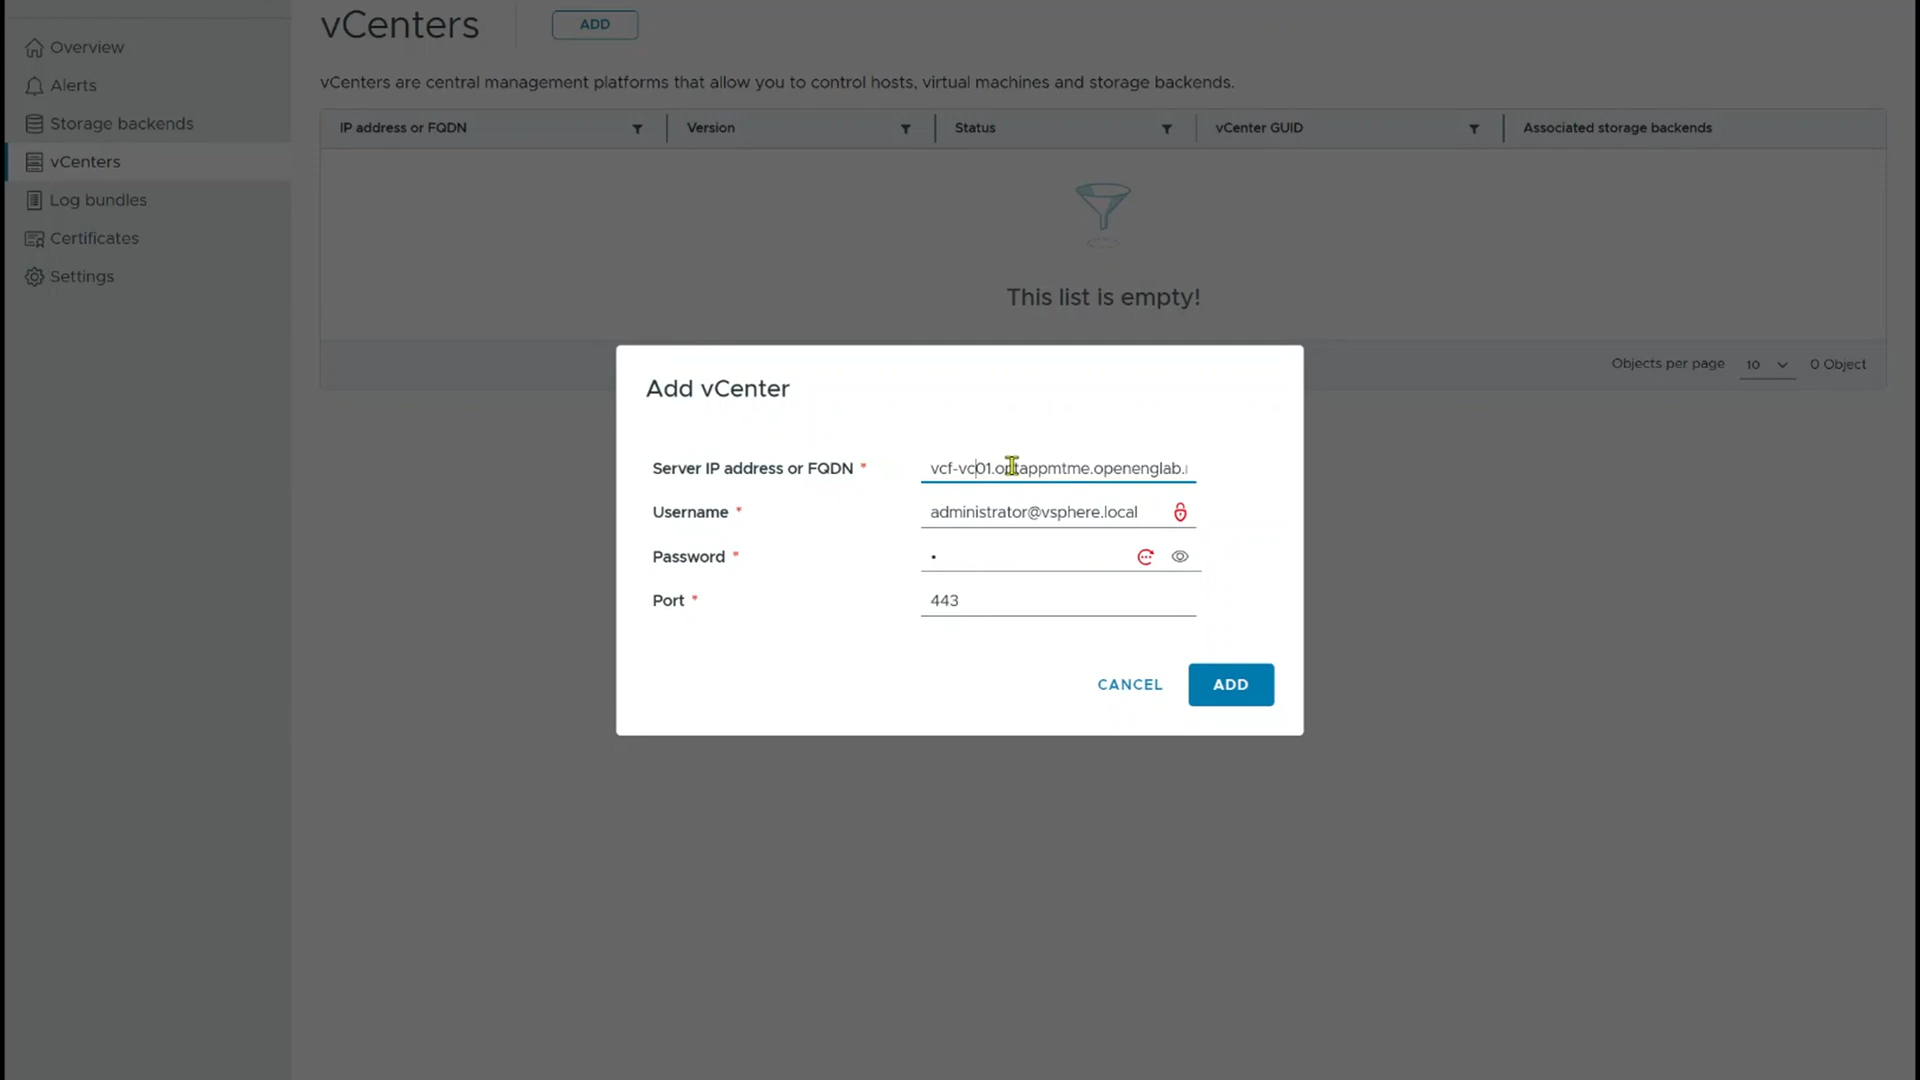 vCenters
ADD
Overview
Alerts
Storage backends
vCenters
Log bundles
Certificates
Settings
vCenters are central management platforms that allow you to control hosts, virtual machines and storage backends.
IP address or FQDN Version Status vCenter GUID Associated storage backends
This list is empty!
Objects per page 10 0 Object
Add vCenter
Server IP address or FQDN *
Username * administrator@vsphere.local
Password * •
Port * 443
CANCEL ADD